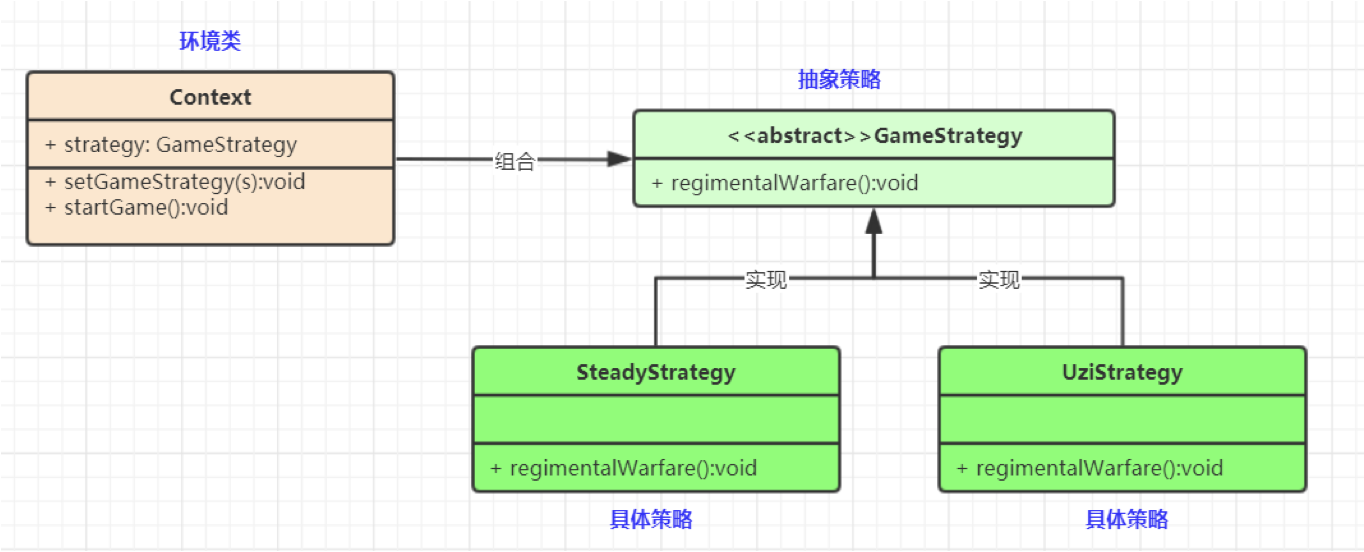 环境类
Context
+ strategy: GameStrategy
+ setGameStrategy(s):void
+ startGame():void
组合
抽象策略
<<abstract>>GameStrategy
+ regimentalWarfare():void
实现
实现
SteadyStrategy
+ regimentalWarfare():void
具体策略
UziStrategy
+ regimentalWarfare():void
具体策略